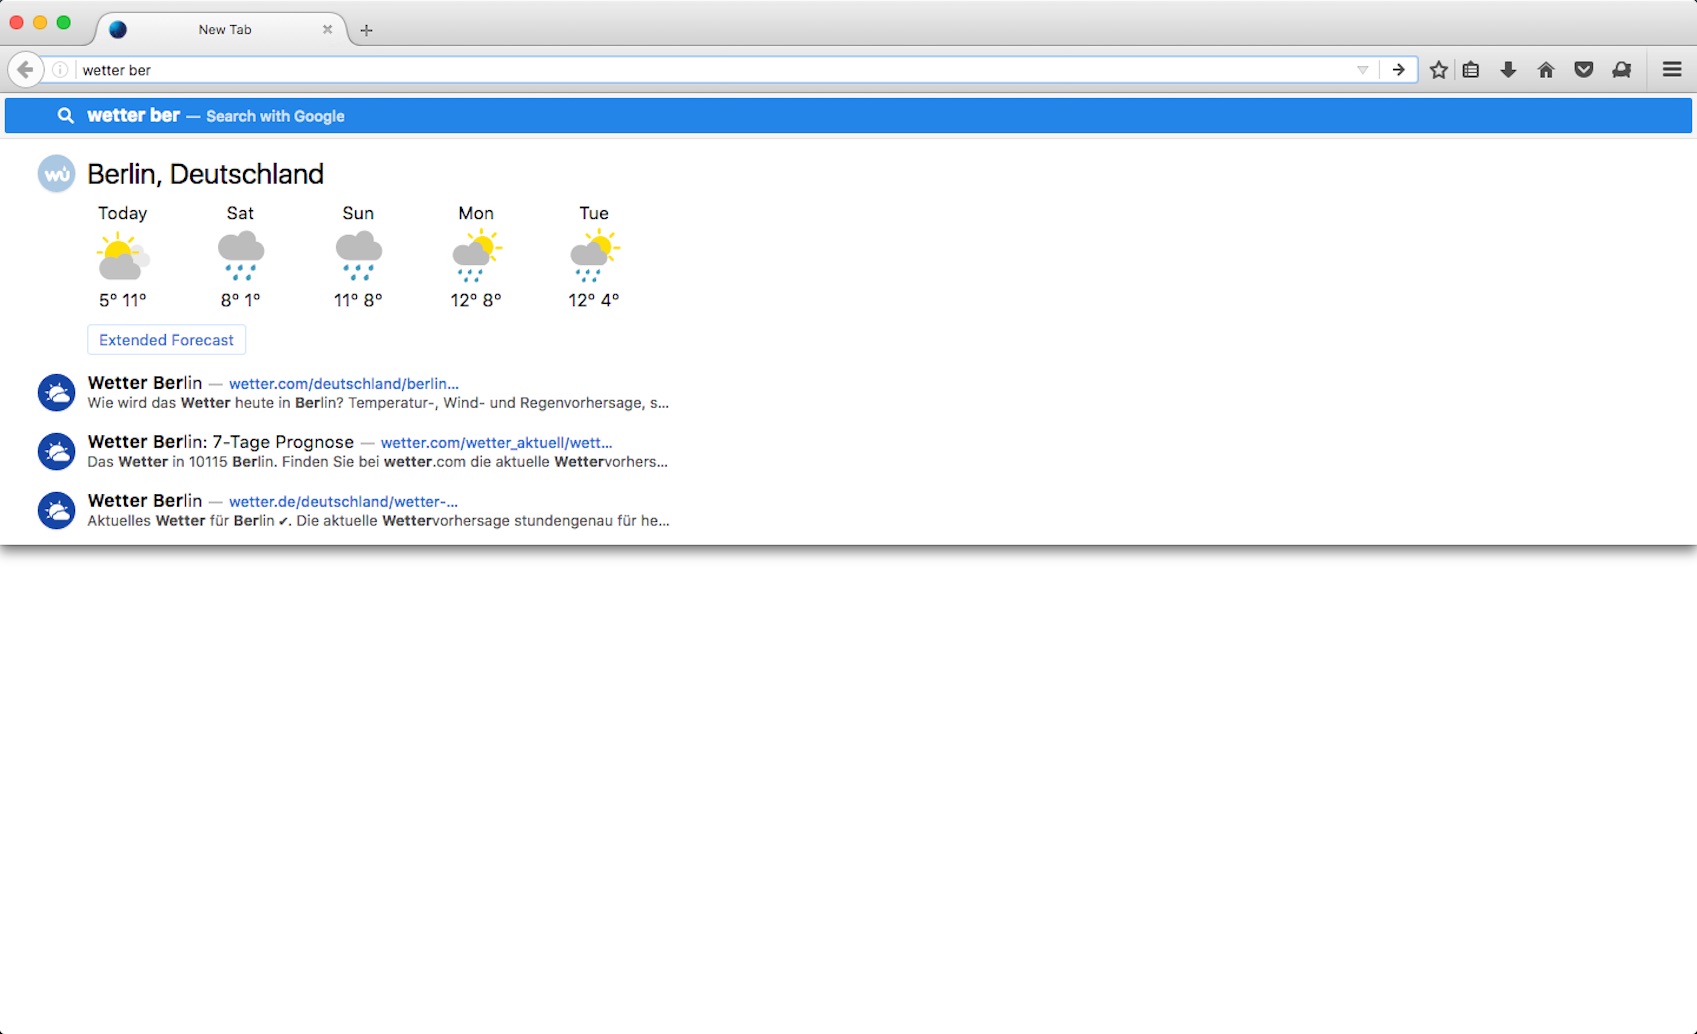 New Tab
wetter ber
wetter ber — Search with Google
wu Berlin, Deutschland
Today Sat Sun Mon Tue
5° 11° 8° 1° 11° 8° 12° 8° 12° 4°
Extended Forecast
Wetter Berlin — wetter.com/deutschland/berlin...
Wie wird das Wetter heute in Berlin? Temperatur-, Wind- und Regenvorhersage, s...
Wetter Berlin: 7-Tage Prognose — wetter.com/wetter_aktuell/wett...
Das Wetter in 10115 Berlin. Finden Sie bei wetter.com die aktuelle Wettervorhers...
Wetter Berlin — wetter.de/deutschland/wetter-...
Aktuelles Wetter für Berlin ✔. Die aktuelle Wettervorhersage stundengenau für he...